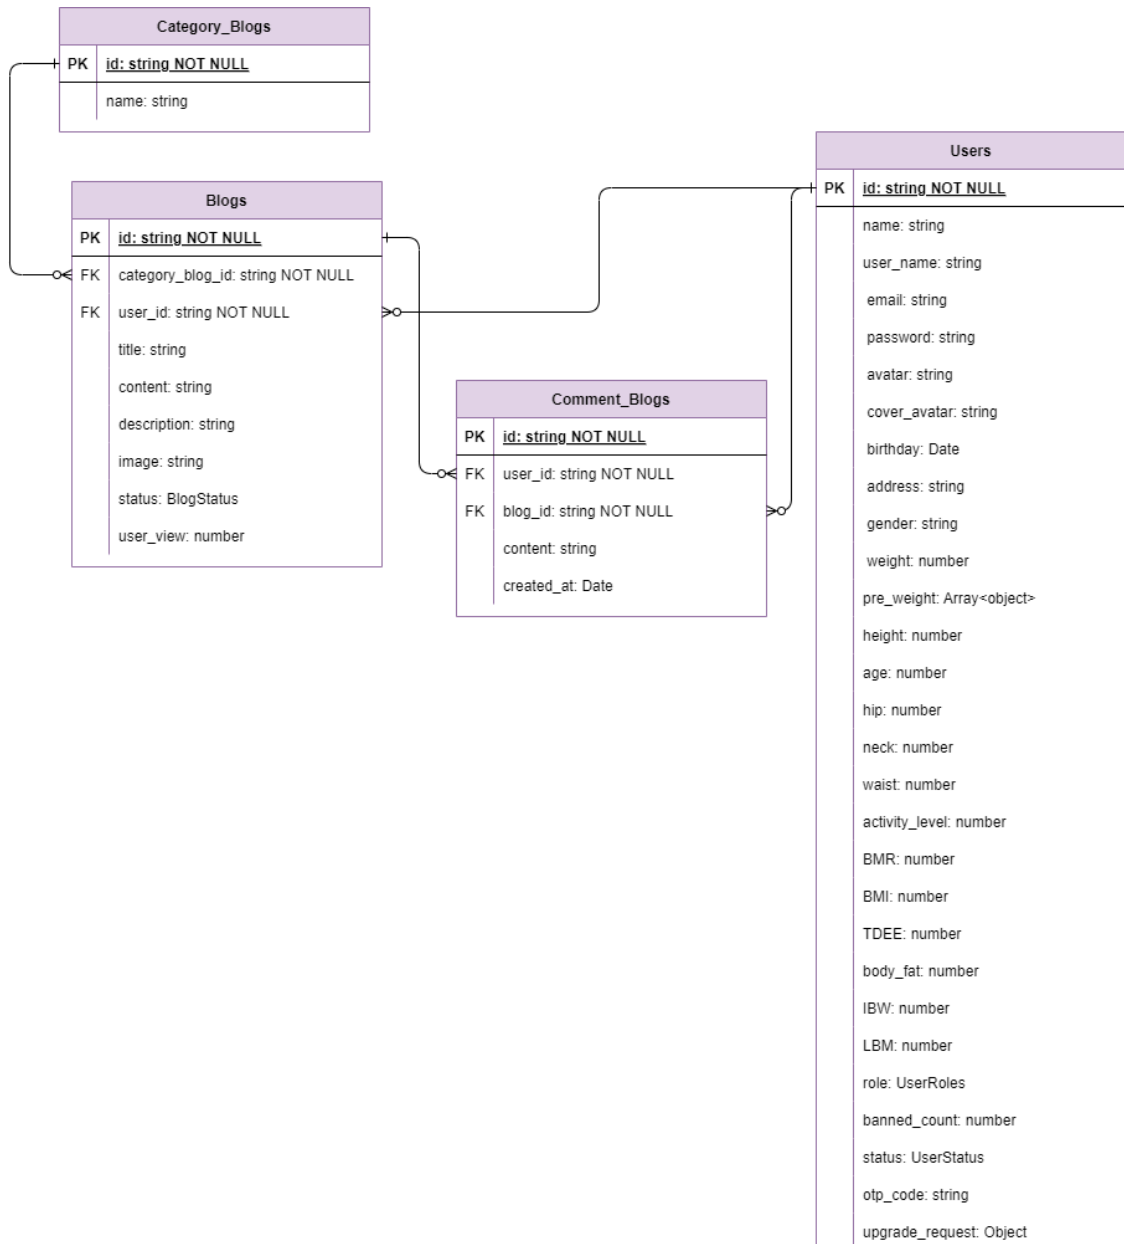 Category_Blogs
PK id: string NOT NULL
name: string
Blogs
PK id: string NOT NULL
FK category_blog_id: string NOT NULL
FK user_id: string NOT NULL
title: string
content: string
description: string
image: string
status: BlogStatus
user_view: number
Comment_Blogs
PK id: string NOT NULL
FK user_id: string NOT NULL
FK blog_id: string NOT NULL
content: string
created_at: Date
Users
PK id: string NOT NULL
name: string
user_name: string
email: string
password: string
avatar: string
cover_avatar: string
birthday: Date
address: string
gender: string
weight: number
pre_weight: Array<object>
height: number
age: number
hip: number
neck: number
waist: number
activity_level: number
BMR: number
BMI: number
TDEE: number
body_fat: number
IBW: number
LBM: number
role: UserRoles
banned_count: number
status: UserStatus
otp_code: string
upgrade_request: Object